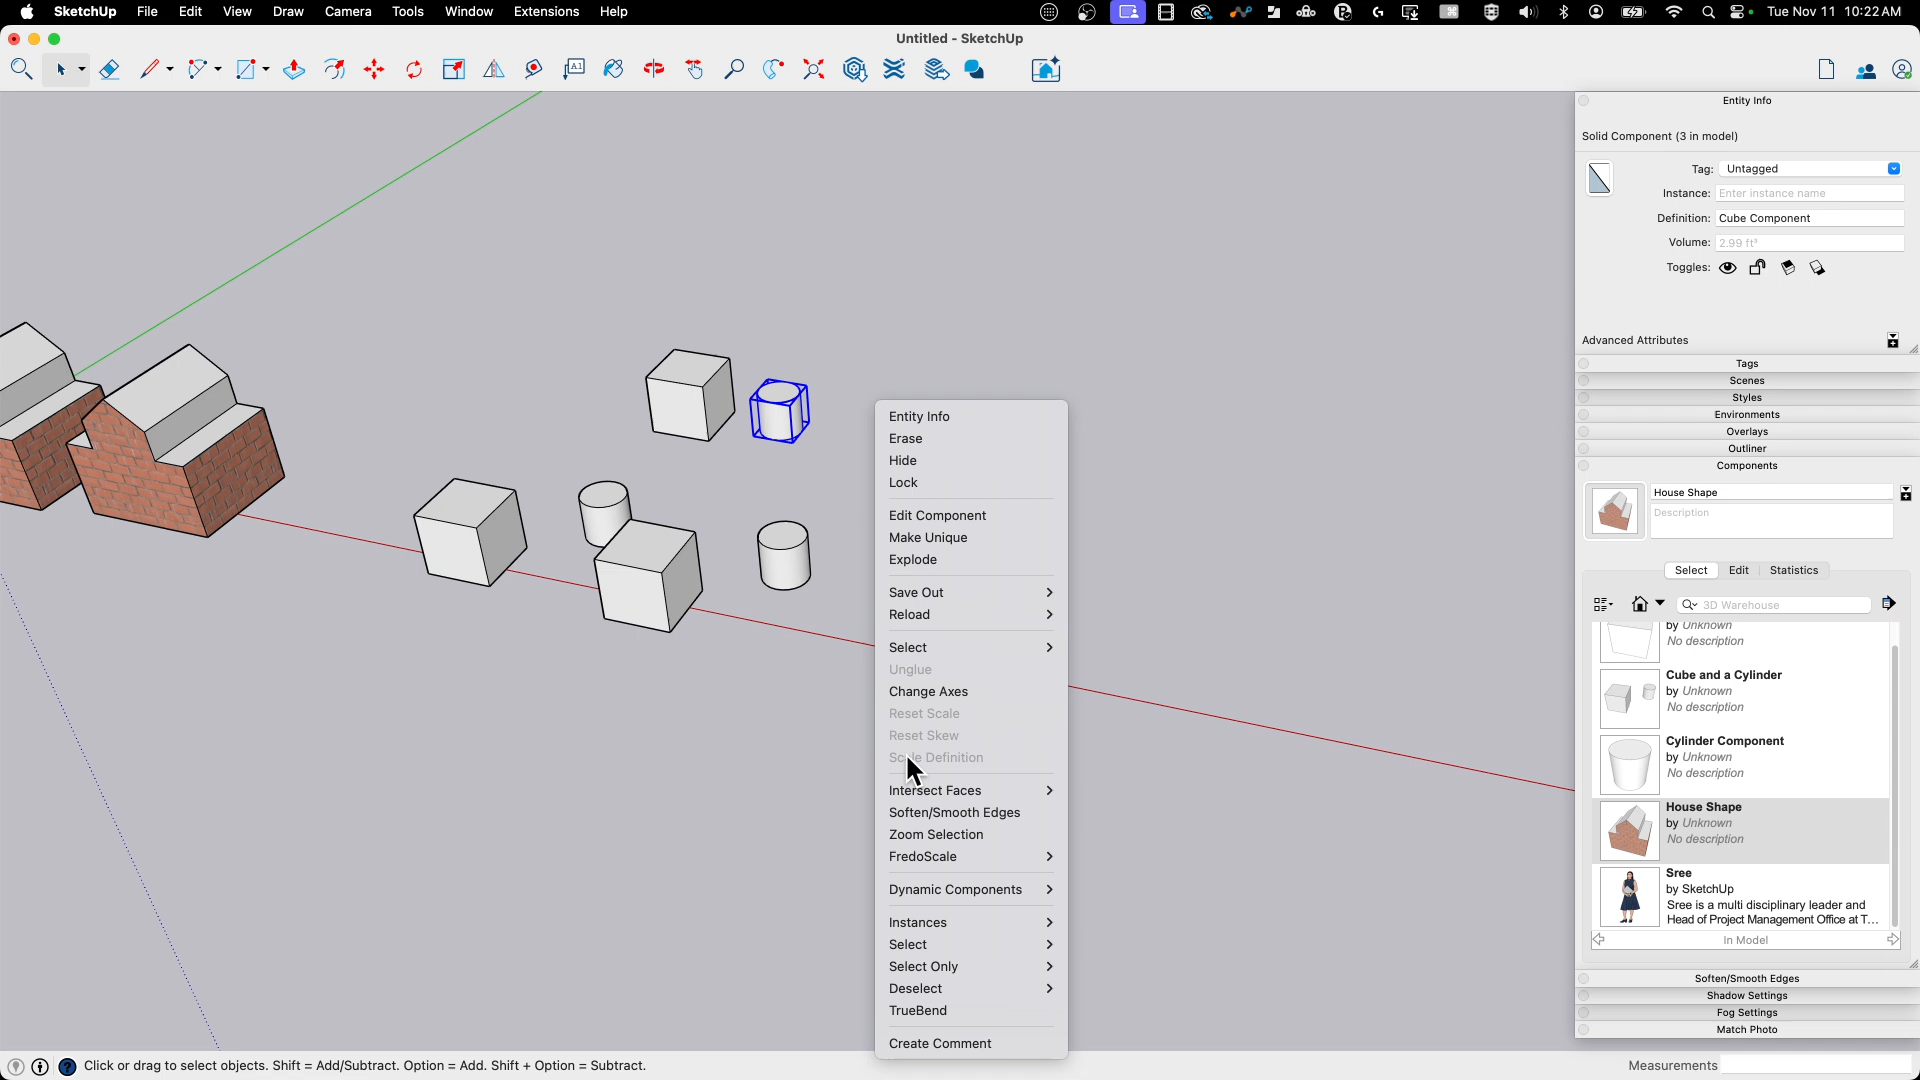 SketchUp File Edit View Draw Camera Tools Window Extensions Help Tue Nov 11 10:22 AM
Untitled - SketchUp
Entity Info
Solid Component (3 in model)
Tag: Untagged
Instance: Enter instance name
Definition: Cube Component
Volume: 2.99 ft³
Toggles:
Advanced Attributes
Tags
Scenes
Styles
Environments
Overlays
Outliner
Components
House Shape
Description
Select Edit Statistics
3D Warehouse
by Unknown
No description
Cube and a Cylinder
by Unknown
No description
Cylinder Component
by Unknown
No description
House Shape
by Unknown
No description
Sree
by SketchUp
Sree is a multi disciplinary leader and
Head of Project Management Office at T...
In Model
Soften/Smooth Edges
Shadow Settings
Fog Settings
Match Photo
Entity Info
Erase
Hide
Lock
Edit Component
Make Unique
Explode
Save Out
Reload
Select
Unglue
Change Axes
Reset Scale
Reset Skew
Scale Definition
Intersect Faces
Soften/Smooth Edges
Zoom Selection
FredoScale
Dynamic Components
Instances
Select
Select Only
Deselect
TrueBend
Create Comment
Click or drag to select objects. Shift = Add/Subtract. Option = Add. Shift + Option = Subtract.
Measurements